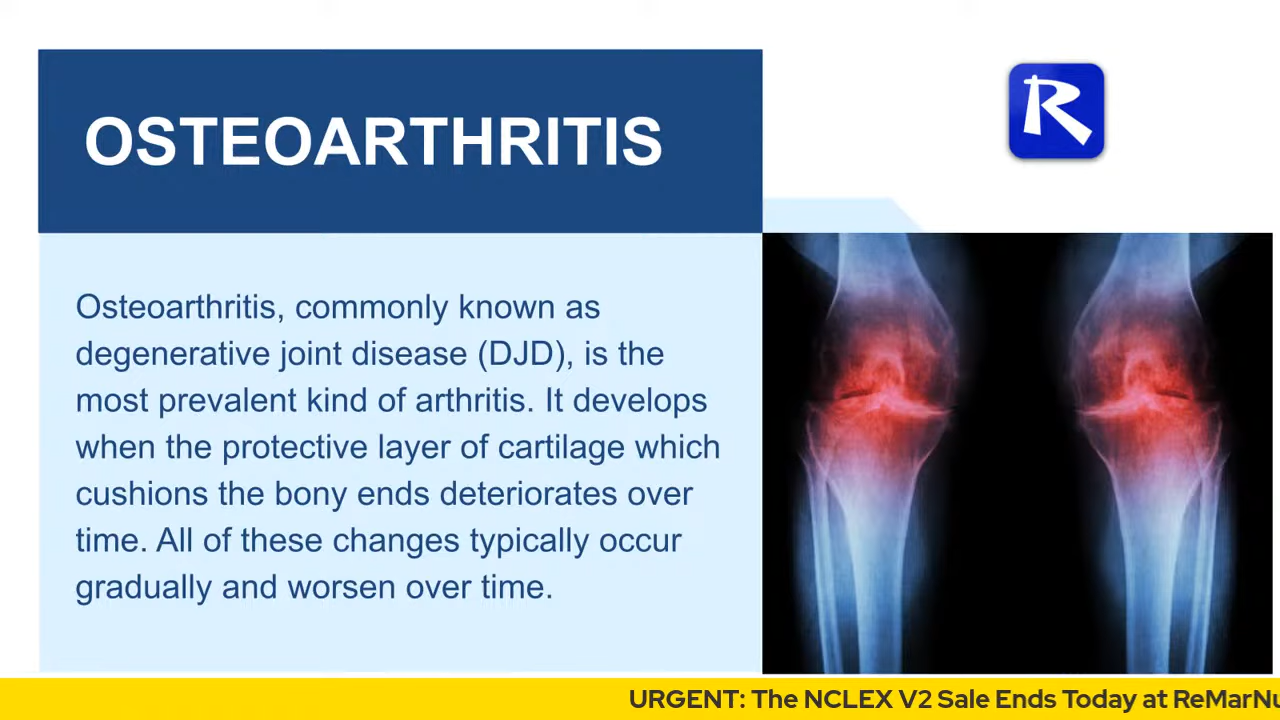 OSTEOARTHRITIS
R
Osteoarthritis, commonly known as
degenerative joint disease (DJD), is the
most prevalent kind of arthritis. It develops
when the protective layer of cartilage which
cushions the bony ends deteriorates over
time. All of these changes typically occur
gradually and worsen over time.
URGENT: The NCLEX V2 Sale Ends Today at ReMarNu